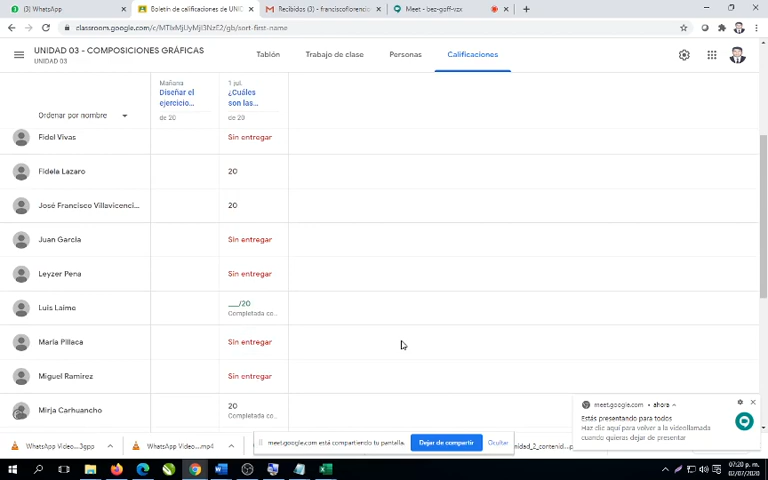 WhatsApp
Boletín de calificaciones de UNID
Recibidos (3) - franciscoflorencio
Meet - bez-goff-vzx
classroom.google.com/c/MTIxMjUyMjI3NzE2/gb/sort-first-name
UNIDAD 03 - COMPOSICIONES GRÁFICAS
UNIDAD 03
Tablón
Trabajo de clase
Personas
Calificaciones
Ordenar por nombre
Mañana
Diseñar el
ejercicio...
de 20
1 jul.
¿Cuáles
son las...
de 20
Fidel Vivas
Sin entregar
Fidela Lazaro
20
José Francisco Villavicenci...
20
Juan Garcia
Sin entregar
Leyzer Pena
Sin entregar
Luis Laimo
___/20
Completada co...
Maria Pillaca
Sin entregar
Miguel Ramirez
Sin entregar
Mirja Carhuancho
20
Completada co...
meet.google.com • ahora
Estás presentando para todos
Haz clic aquí para volver a la videollamada
cuando quieras dejar de presentar
WhatsApp Video....3gpp
WhatsApp Video....mp4
meet.google.com está compartiendo tu pantalla.
Dejar de compartir
Ocultar
nidad_2_contenid....p
07:20 p. m.
02/07/2020